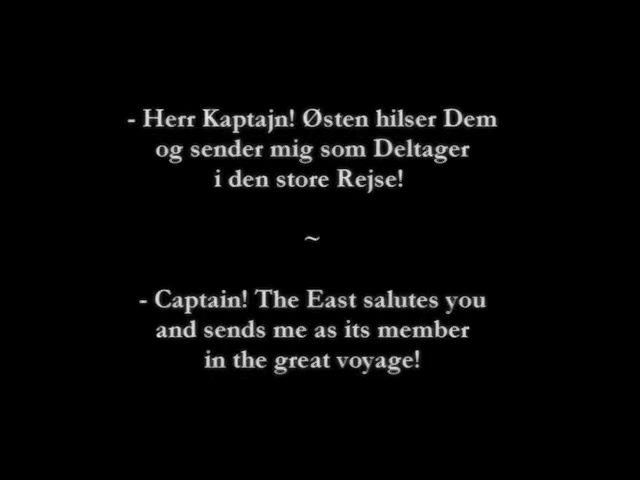 - Herr Kaptajn! Østen hilser Dem
og sender mig som Deltager
i den store Rejse!
~
- Captain! The East salutes you
and sends me as its member
in the great voyage!